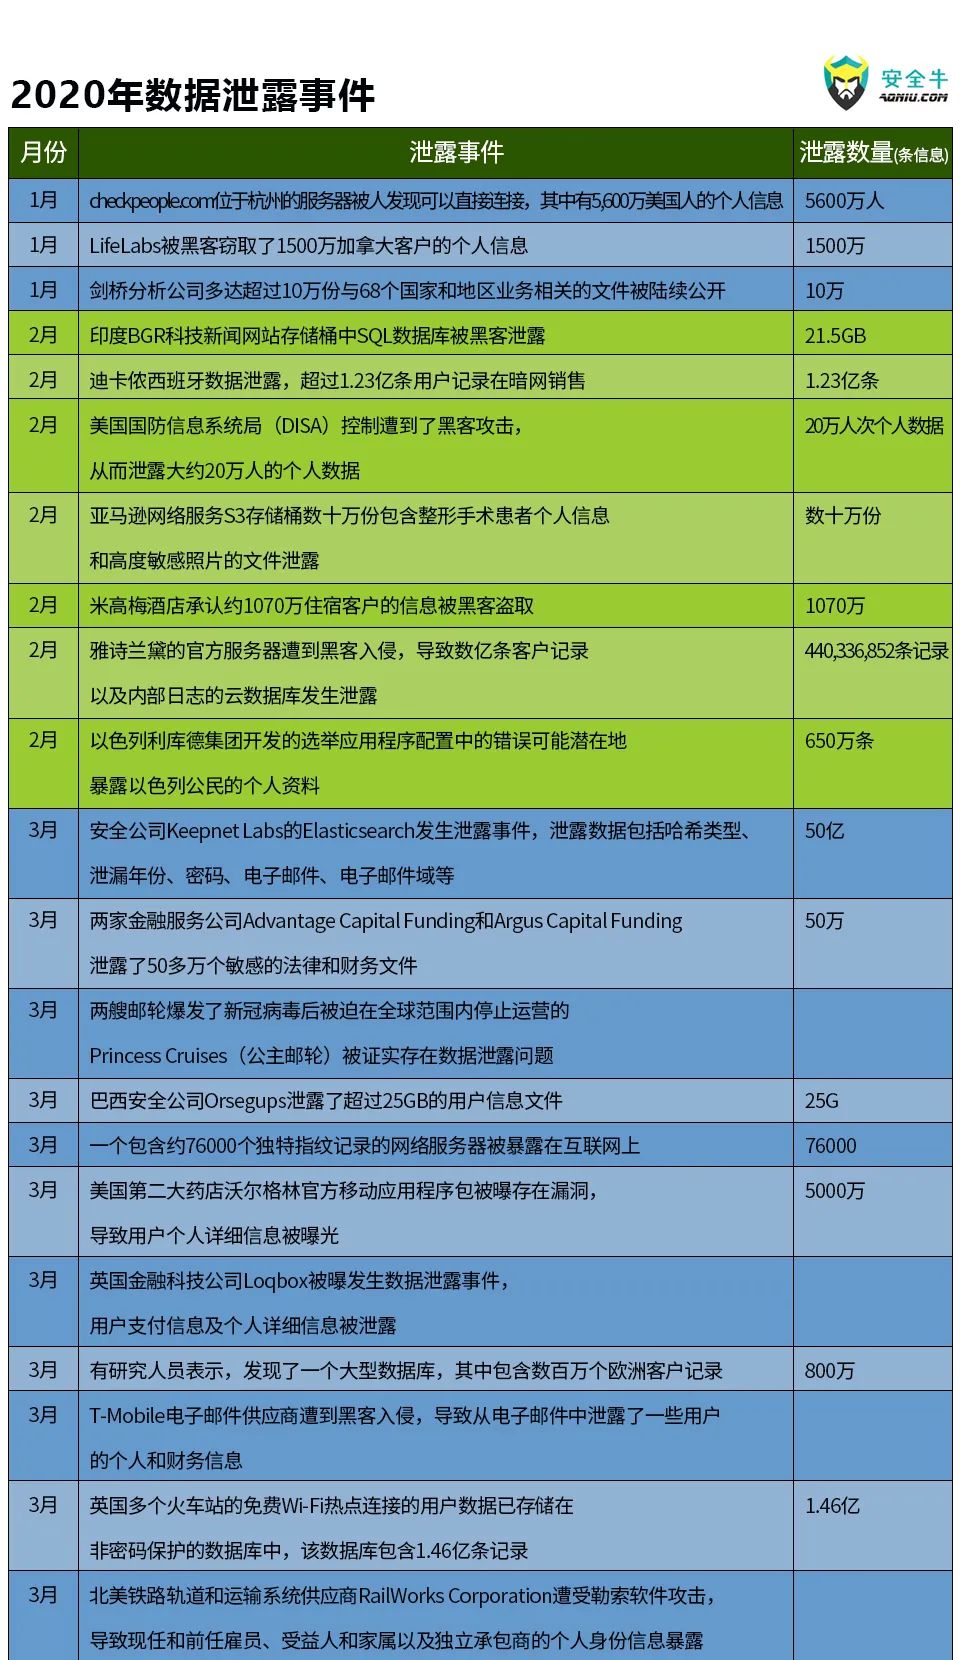 安全牛
AQNIU.COM
2020年数据泄露事件
月份 泄露事件 泄露数量(条信息)
1月 checkpeople.com位于杭州的服务器被人发现可以直接连接，其中有5,600万美国人的个人信息 5600万人
1月 LifeLabs被黑客窃取了1500万加拿大客户的个人信息 1500万
1月 剑桥分析公司多达超过10万份与68个国家和地区业务相关的文件被陆续公开 10万
2月 印度BGR科技新闻网站存储桶中SQL数据库被黑客泄露 21.5GB
2月 迪卡侬西班牙数据泄露，超过1.23亿条用户记录在暗网销售 1.23亿条
2月 美国国防信息系统局（DISA）控制遭到了黑客攻击， 20万人次个人数据
从而泄露大约20万人的个人数据
2月 亚马逊网络服务S3存储桶数十万份包含整形手术患者个人信息 数十万份
和高度敏感照片的文件泄露
2月 米高梅酒店承认约1070万住宿客户的信息被黑客盗取 1070万
2月 雅诗兰黛的官方服务器遭到黑客入侵，导致数亿条客户记录 440,336,852条记录
以及内部日志的云数据库发生泄露
2月 以色列利库德集团开发的选举应用程序配置中的错误可能潜在地 650万条
暴露以色列公民的个人资料
3月 安全公司Keepnet Labs的Elasticsearch发生泄露事件，泄露数据包括哈希类型、 50亿
泄漏年份、密码、电子邮件、电子邮件域等
3月 两家金融服务公司Advantage Capital Funding和Argus Capital Funding 50万
泄露了50多万个敏感的法律和财务文件
3月 两艘邮轮爆发了新冠病毒后被迫在全球范围内停止运营的
Princess Cruises（公主邮轮）被证实存在数据泄露问题
3月 巴西安全公司Orsegups泄露了超过25GB的用户信息文件 25G
3月 一个包含约76000个独特指纹记录的网络服务器被暴露在互联网上 76000
3月 美国第二大药店沃尔格林官方移动应用程序包被曝存在漏洞， 5000万
导致用户个人详细信息被曝光
3月 英国金融科技公司Loqbox被曝发生数据泄露事件，
用户支付信息及个人详细信息被泄露
3月 有研究人员表示，发现了一个大型数据库，其中包含数百万个欧洲客户记录 800万
3月 T-Mobile电子邮件供应商遭到黑客入侵，导致从电子邮件中泄露了一些用户
的个人和财务信息
3月 英国多个火车站的免费Wi-Fi热点连接的用户数据已存储在 1.46亿
非密码保护的数据库中，该数据库包含1.46亿条记录
3月 北美铁路轨道和运输系统供应商RailWorks Corporation遭受勒索软件攻击，
导致现任和前任雇员、受益人和家属以及独立承包商的个人身份信息暴露